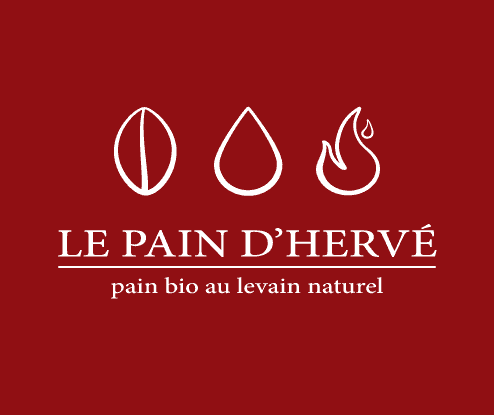 LE PAIN D’HERVÉ
pain bio au levain naturel